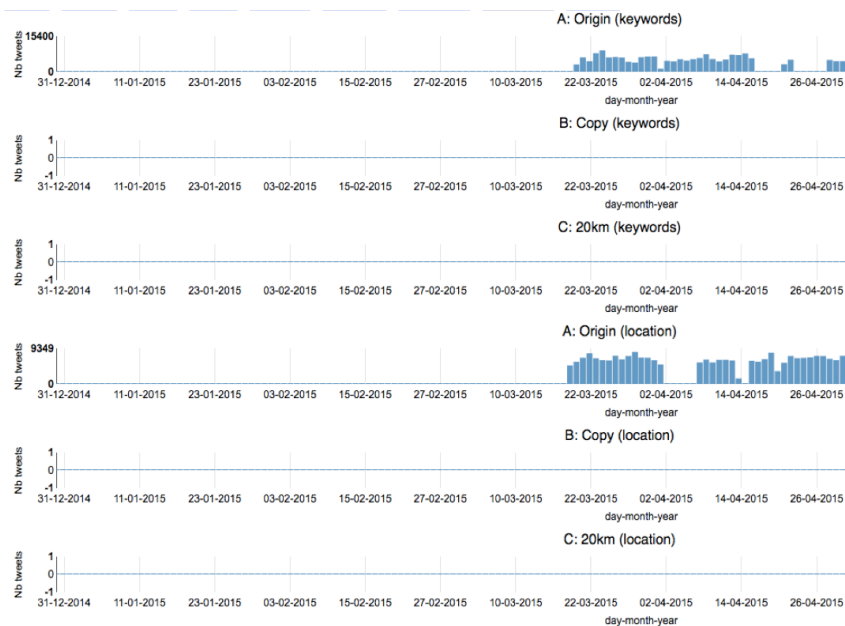 A: Origin (keywords)
Nb tweets
15400
0
31-12-2014 11-01-2015 23-01-2015 03-02-2015 15-02-2015 27-02-2015 10-03-2015 22-03-2015 02-04-2015 14-04-2015 26-04-2015
day-month-year
B: Copy (keywords)
Nb tweets
1
0
-1
31-12-2014 11-01-2015 23-01-2015 03-02-2015 15-02-2015 27-02-2015 10-03-2015 22-03-2015 02-04-2015 14-04-2015 26-04-2015
day-month-year
C: 20km (keywords)
Nb tweets
1
0
-1
31-12-2014 11-01-2015 23-01-2015 03-02-2015 15-02-2015 27-02-2015 10-03-2015 22-03-2015 02-04-2015 14-04-2015 26-04-2015
day-month-year
A: Origin (location)
Nb tweets
9349
0
31-12-2014 11-01-2015 23-01-2015 03-02-2015 15-02-2015 27-02-2015 10-03-2015 22-03-2015 02-04-2015 14-04-2015 26-04-2015
day-month-year
B: Copy (location)
Nb tweets
1
0
-1
31-12-2014 11-01-2015 23-01-2015 03-02-2015 15-02-2015 27-02-2015 10-03-2015 22-03-2015 02-04-2015 14-04-2015 26-04-2015
day-month-year
C: 20km (location)
Nb tweets
1
0
-1
31-12-2014 11-01-2015 23-01-2015 03-02-2015 15-02-2015 27-02-2015 10-03-2015 22-03-2015 02-04-2015 14-04-2015 26-04-2015
day-month-year